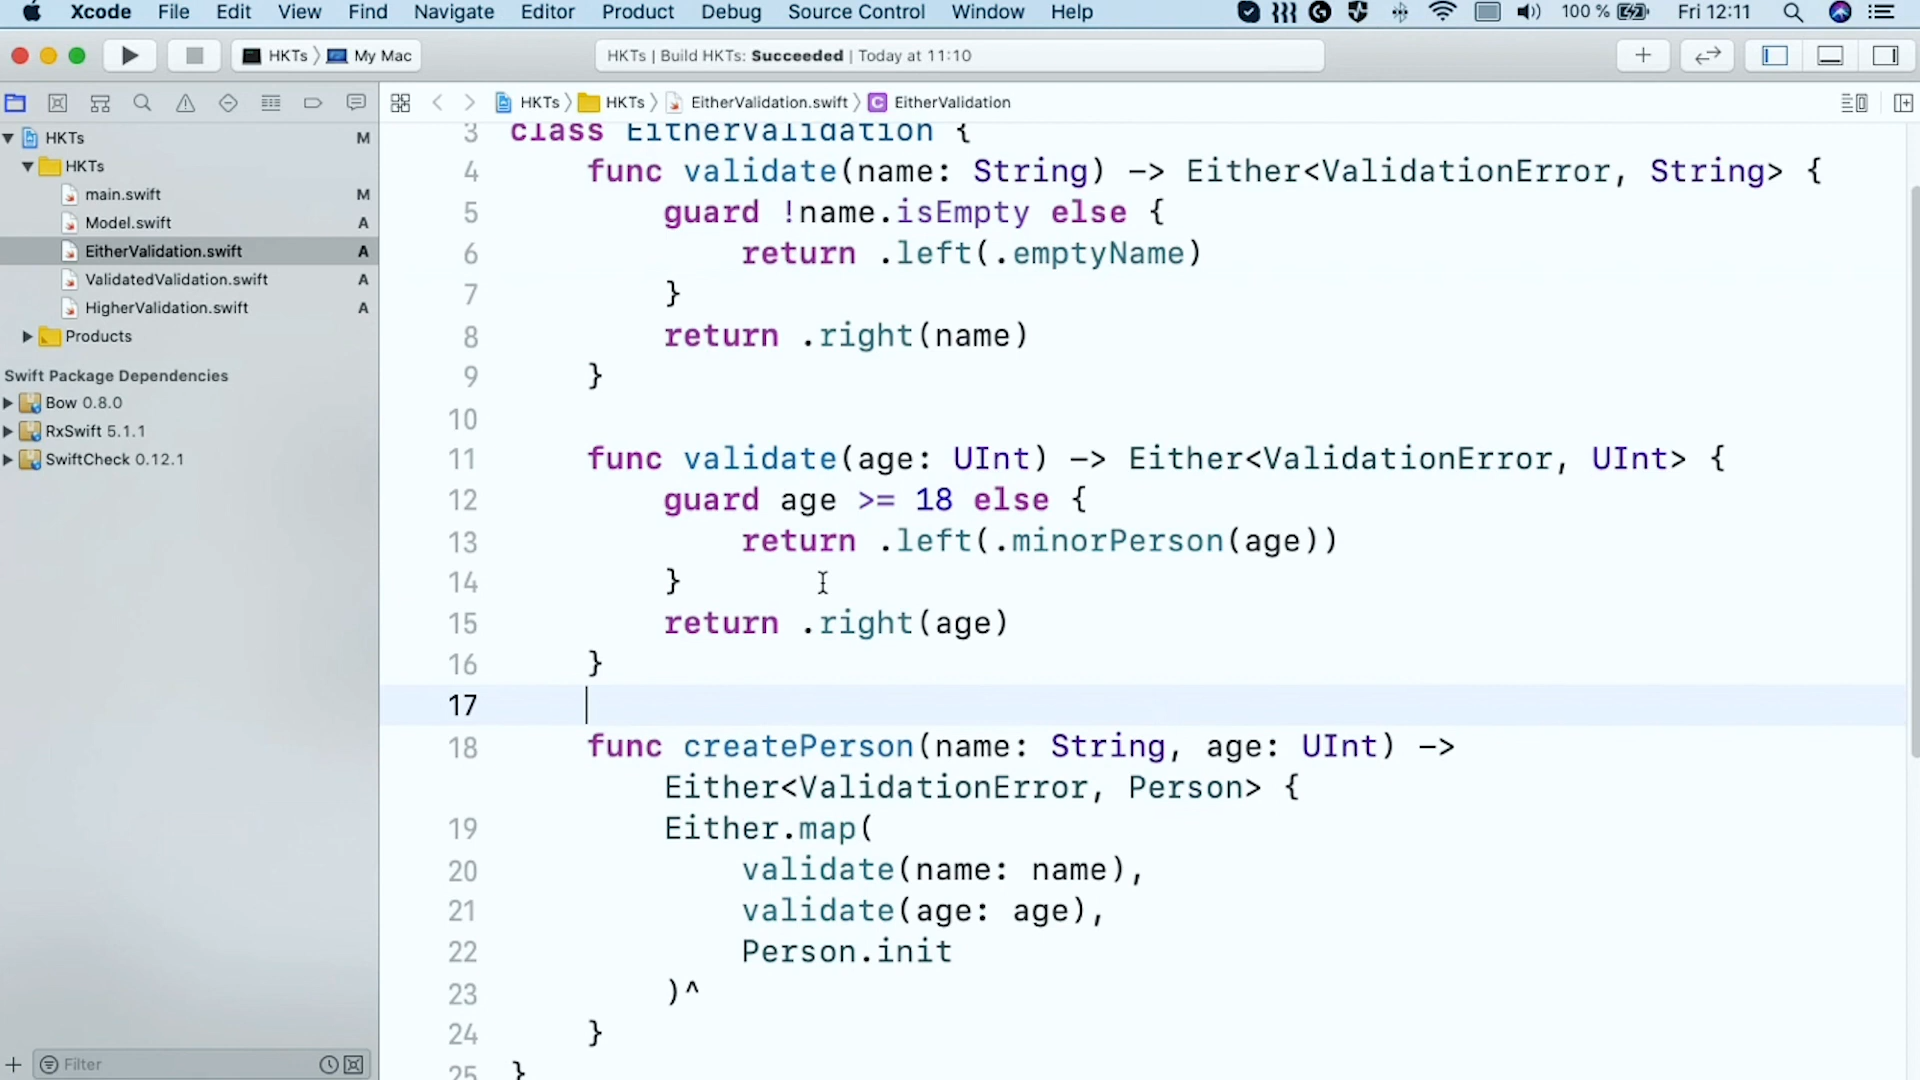 Xcode File Edit View Find Navigate Editor Product Debug Source Control Window Help 100 % Fri 12:11
HKTs My Mac HKTs | Build HKTs: Succeeded | Today at 11:10
HKTs HKTs EitherValidation.swift C EitherValidation
HKTs M
HKTs
main.swift M
Model.swift A
EitherValidation.swift A
ValidatedValidation.swift A
HigherValidation.swift A
Products
Swift Package Dependencies
Bow 0.8.0
RxSwift 5.1.1
SwiftCheck 0.12.1
Filter
3 class EitherValidation {
4 func validate(name: String) -> Either<ValidationError, String> {
5 guard !name.isEmpty else {
6 return .left(.emptyName)
7 }
8 return .right(name)
9 }
10
11 func validate(age: UInt) -> Either<ValidationError, UInt> {
12 guard age >= 18 else {
13 return .left(.minorPerson(age))
14 }
15 return .right(age)
16 }
17
18 func createPerson(name: String, age: UInt) ->
Either<ValidationError, Person> {
19 Either.map(
20 validate(name: name),
21 validate(age: age),
22 Person.init
23 )^
24 }
25 }